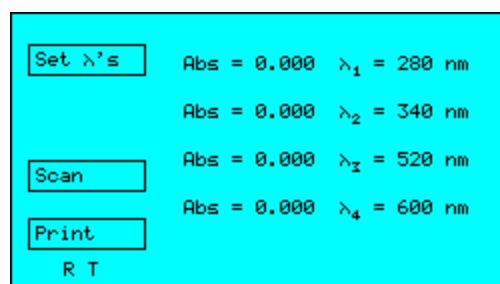 Set λ's
Abs = 0.000 λ₁ = 280 nm
Abs = 0.000 λ₂ = 340 nm
Abs = 0.000 λ₃ = 520 nm
Scan
Abs = 0.000 λ₄ = 600 nm
Print
R T